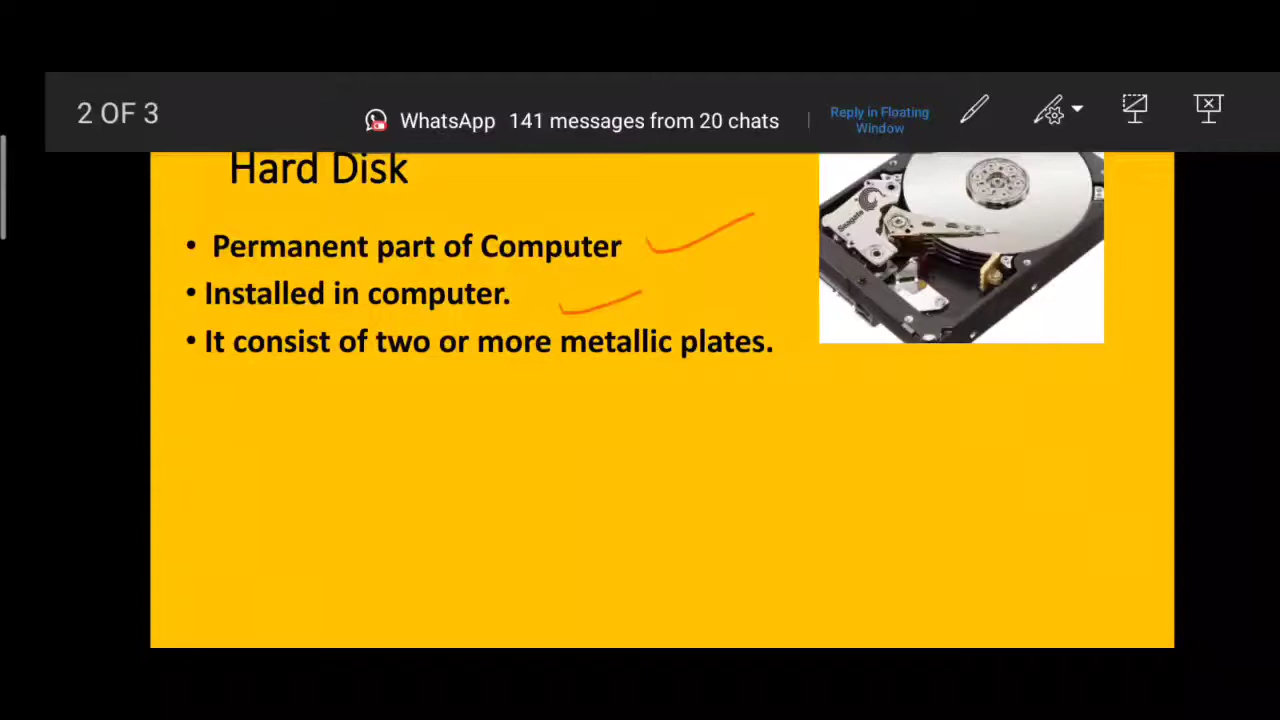 2 OF 3
WhatsApp 141 messages from 20 chats
Reply in Floating
Window
Hard Disk
• Permanent part of Computer
• Installed in computer.
• It consist of two or more metallic plates.
Seagate